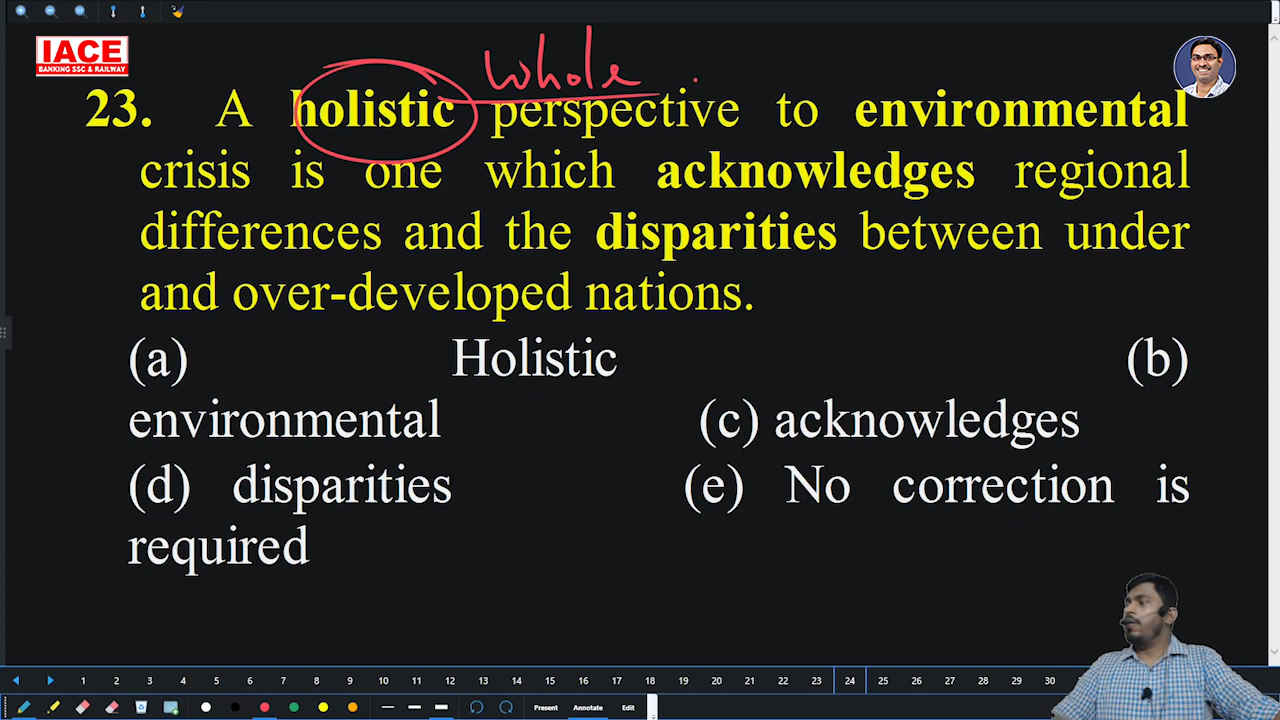 IACE
BANKING SSC & RAILWAY
whole
23. A holistic perspective to environmental
crisis is one which acknowledges regional
differences and the disparities between under
and over-developed nations.
(a) Holistic (b)
environmental (c) acknowledges
(d) disparities (e) No correction is
required
1 2 3 4 5 6 7 8 9 10 11 12 13 14 15 16 17 18 19 20 21 22 23 24 25 26 27 28 29 30
Present Annotate Edit